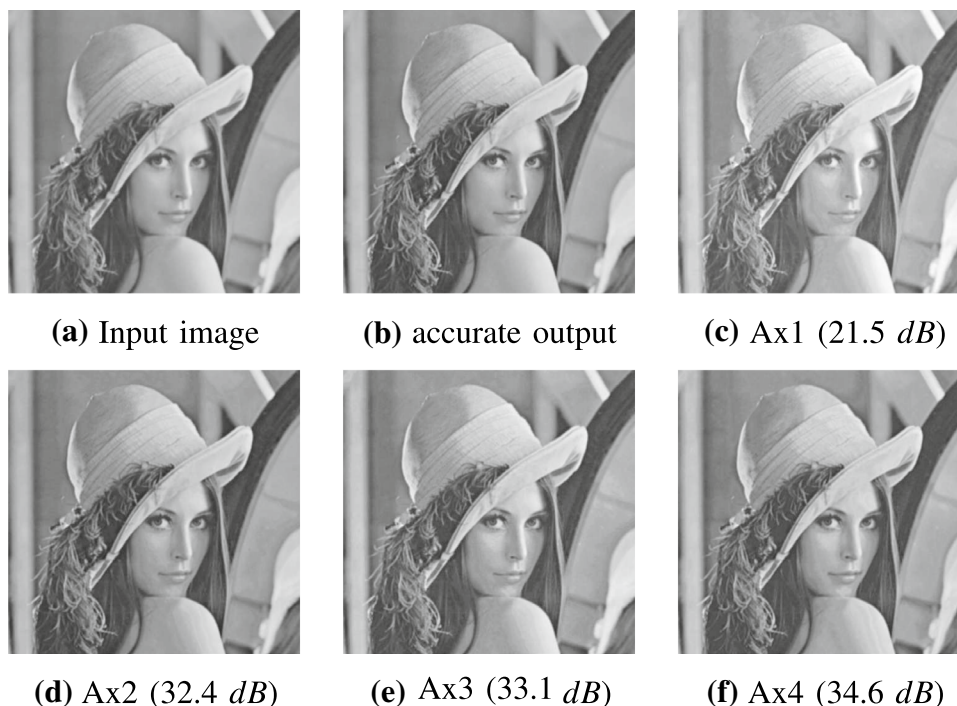 (a) Input image
(b) accurate output
(c) Ax1 (21.5 dB)
(d) Ax2 (32.4 dB)
(e) Ax3 (33.1 dB)
(f) Ax4 (34.6 dB)